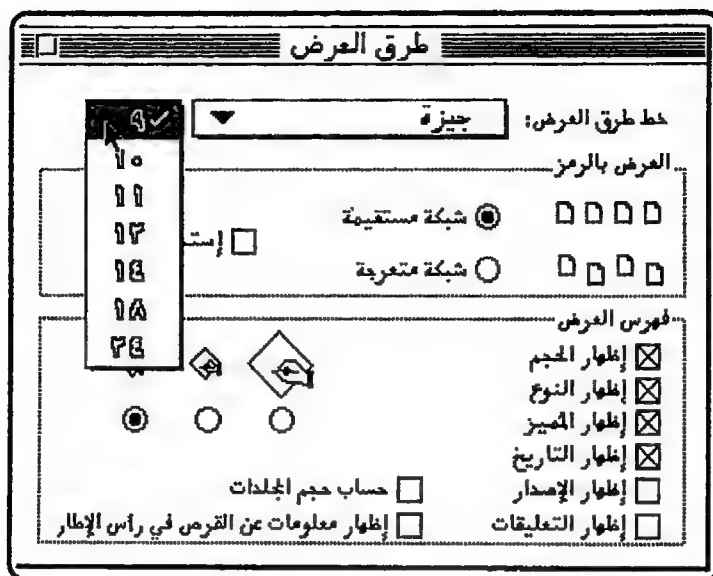 طرق العرض
خط طرق العرض: جيزة ٩
١٠
١١
١٢
١٤
١٨
٢٤
العرض بالرمز
شبكة مستقيمة
إستـ
شبكة متعرجة
فهرس العرض
إظهار الحجم
إظهار النوع
إظهار المميز
إظهار التاريخ
إظهار الإصدار
حساب حجم المجلدات
إظهار التعليقات
إظهار معلومات عن القرص في رأس الإطار